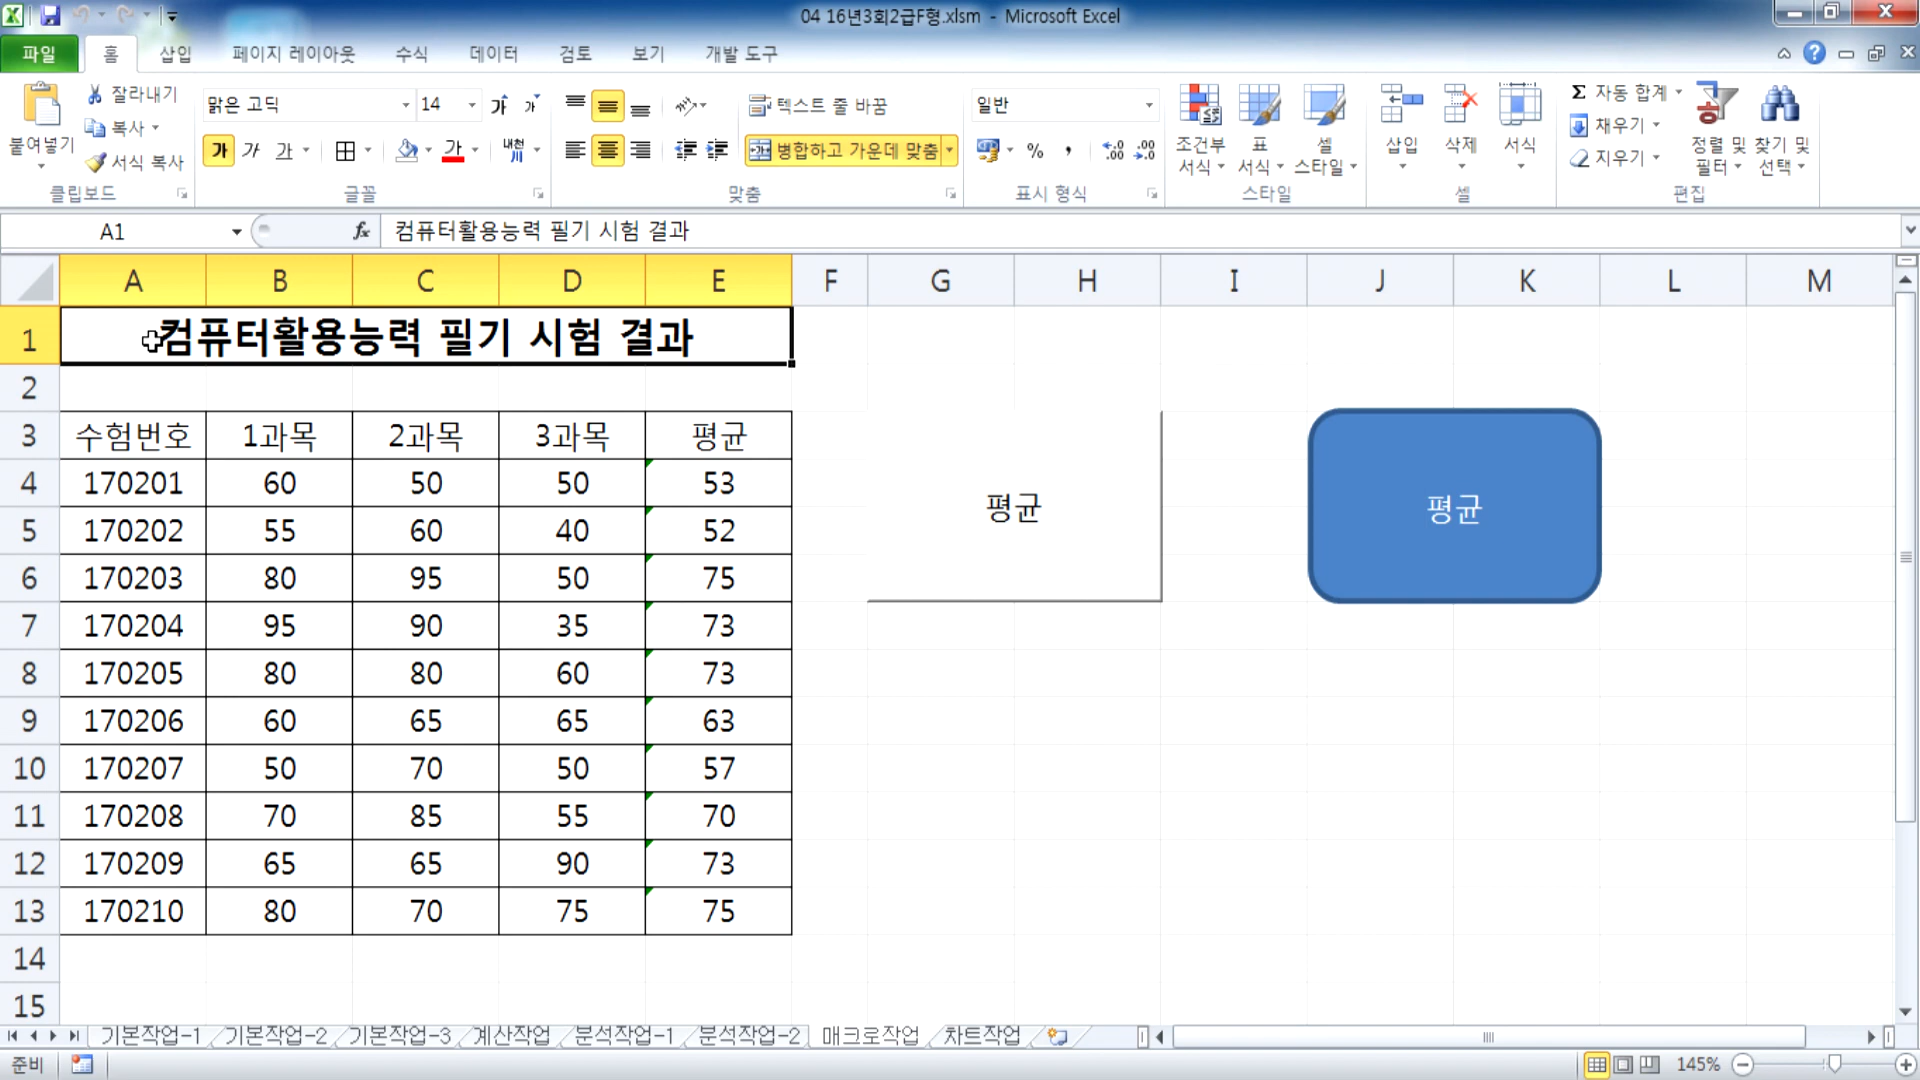 04 16년3회2급F형.xlsm - Microsoft Excel
파일 홈 삽입 페이지 레이아웃 수식 데이터 검토 보기 개발 도구
붙여넣기 잘라내기 복사 서식 복사 클립보드
맑은 고딕 14 가 가 가 가 내천 글꼴
텍스트 줄 바꿈 병합하고 가운데 맞춤 맞춤
일반 % , 표시 형식
조건부 서식 표 서식 셀 스타일 스타일
삽입 삭제 서식 셀
Σ 자동 합계 채우기 지우기 정렬 및 필터 찾기 및 선택 편집
A1 fx 컴퓨터활용능력 필기 시험 결과
A B C D E F G H I J K L M
1 컴퓨터활용능력 필기 시험 결과
2
3 수험번호 1과목 2과목 3과목 평균
4 170201 60 50 50 53
5 170202 55 60 40 52
6 170203 80 95 50 75
7 170204 95 90 35 73
8 170205 80 80 60 73
9 170206 60 65 65 63
10 170207 50 70 50 57
11 170208 70 85 55 70
12 170209 65 65 90 73
13 170210 80 70 75 75
14
15
평균
평균
기본작업-1 기본작업-2 기본작업-3 계산작업 분석작업-1 분석작업-2 매크로작업 차트작업
준비 145%